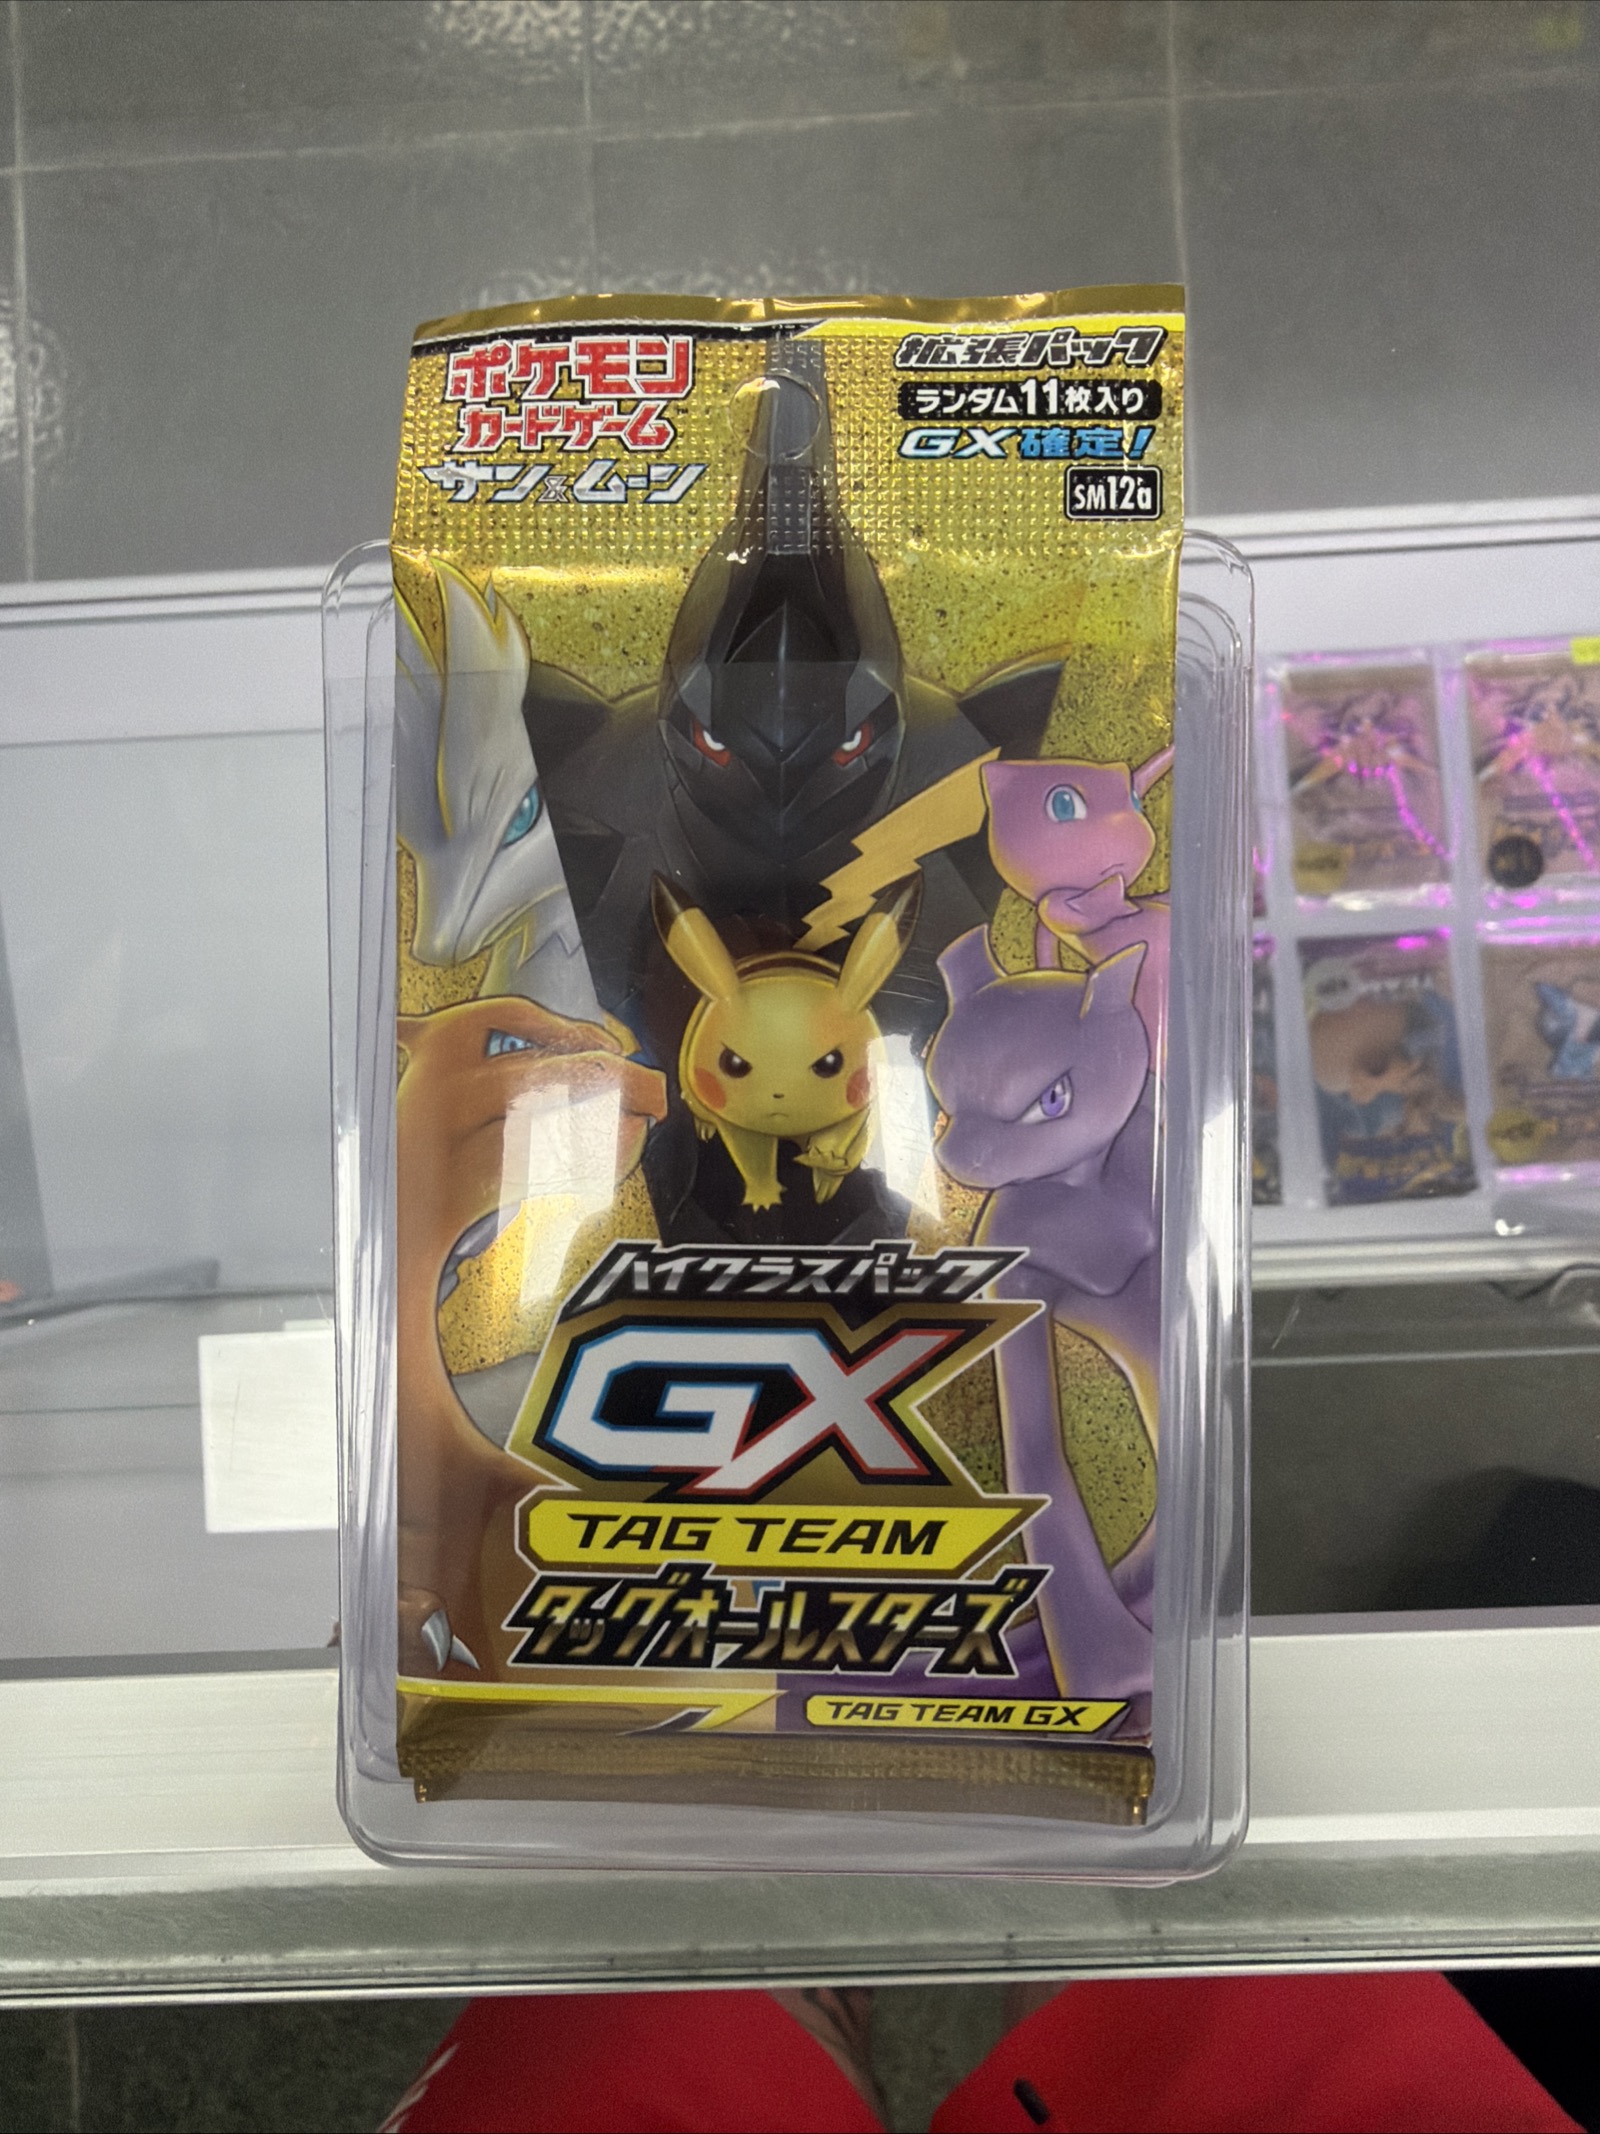 ポケモン
カードゲーム
サン&ムーン
拡張パック
ランダム11枚入り
GX確定!
SM12a
ハイクラスパック
GX
TAG TEAM
タッグオールスターズ
TAG TEAM GX